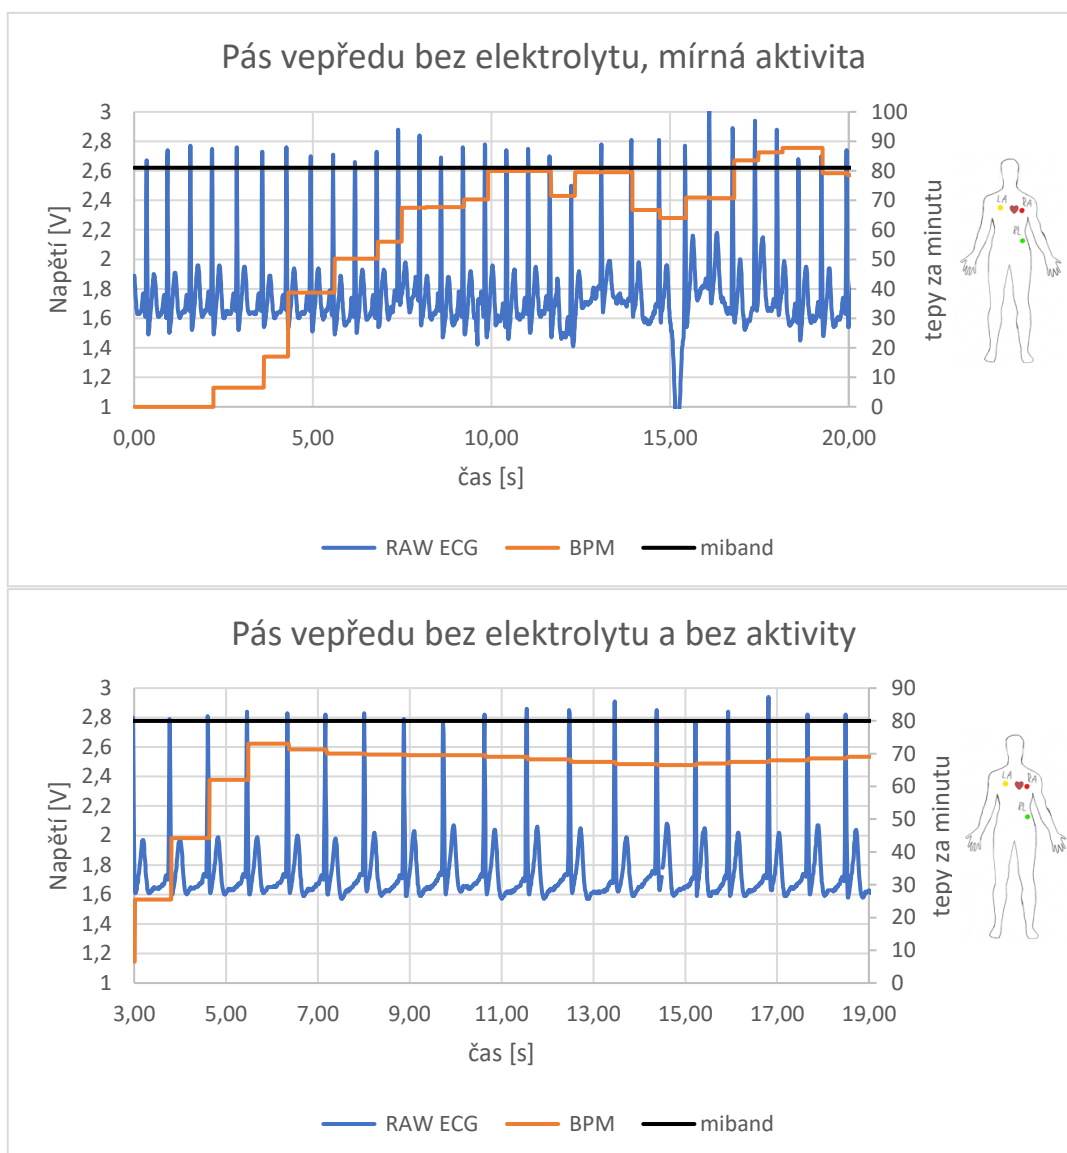 Pás vepředu bez elektrolytu, mírná aktivita
Napětí [V]
3
2,8
2,6
2,4
2,2
2
1,8
1,6
1,4
1,2
1
100
90
80
70
60
50
40
30
20
10
0
tepy za minutu
0,00 5,00 10,00 15,00 20,00
čas [s]
RAW ECG BPM miband
LA RA
RL
Pás vepředu bez elektrolytu a bez aktivity
Napětí [V]
3
2,8
2,6
2,4
2,2
2
1,8
1,6
1,4
1,2
1
90
80
70
60
50
40
30
20
10
0
tepy za minutu
3,00 5,00 7,00 9,00 11,00 13,00 15,00 17,00 19,00
čas [s]
RAW ECG BPM miband
LA RA
RL